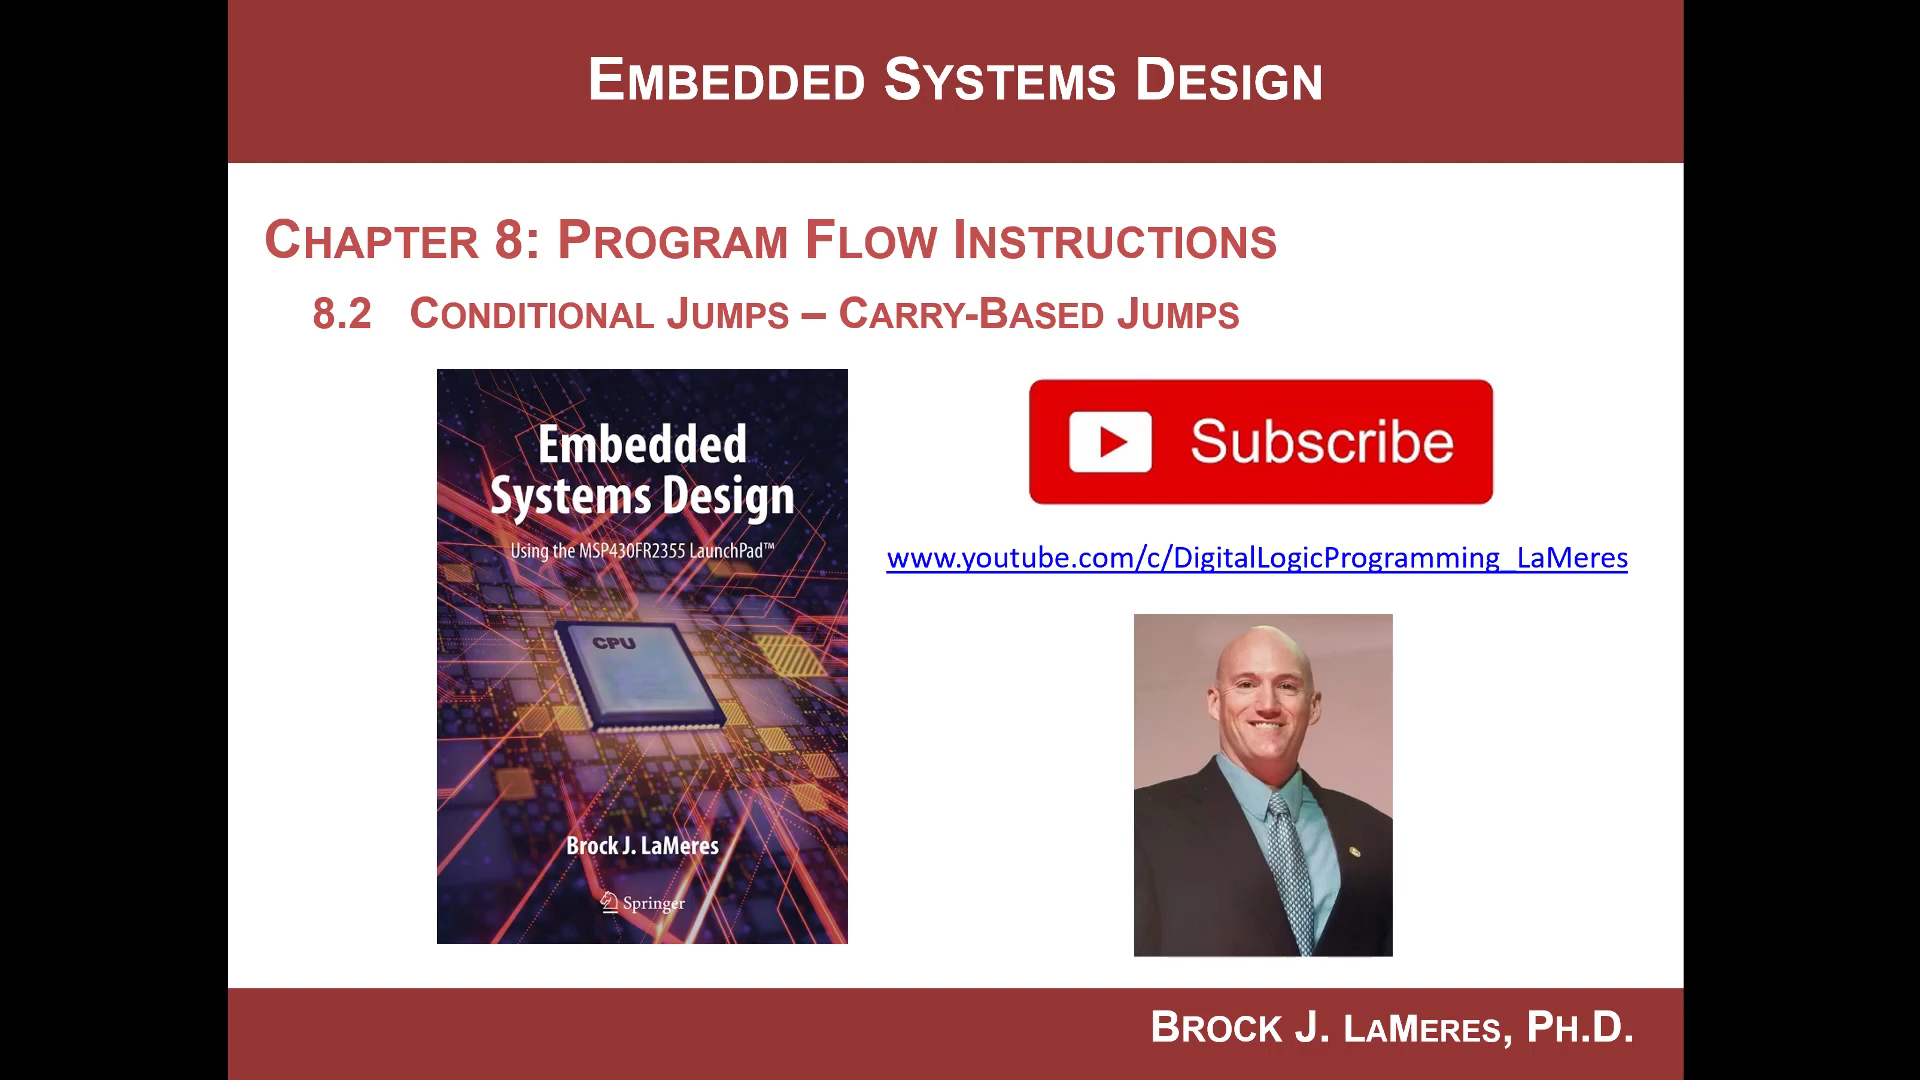 EMBEDDED SYSTEMS DESIGN
CHAPTER 8: PROGRAM FLOW INSTRUCTIONS
8.2 CONDITIONAL JUMPS – CARRY-BASED JUMPS
Embedded
Systems Design
Using the MSP430FR2355 LaunchPad™
CPU
Brock J. LaMeres
Springer
Subscribe
www.youtube.com/c/DigitalLogicProgramming_LaMeres
BROCK J. LAMERES, PH.D.